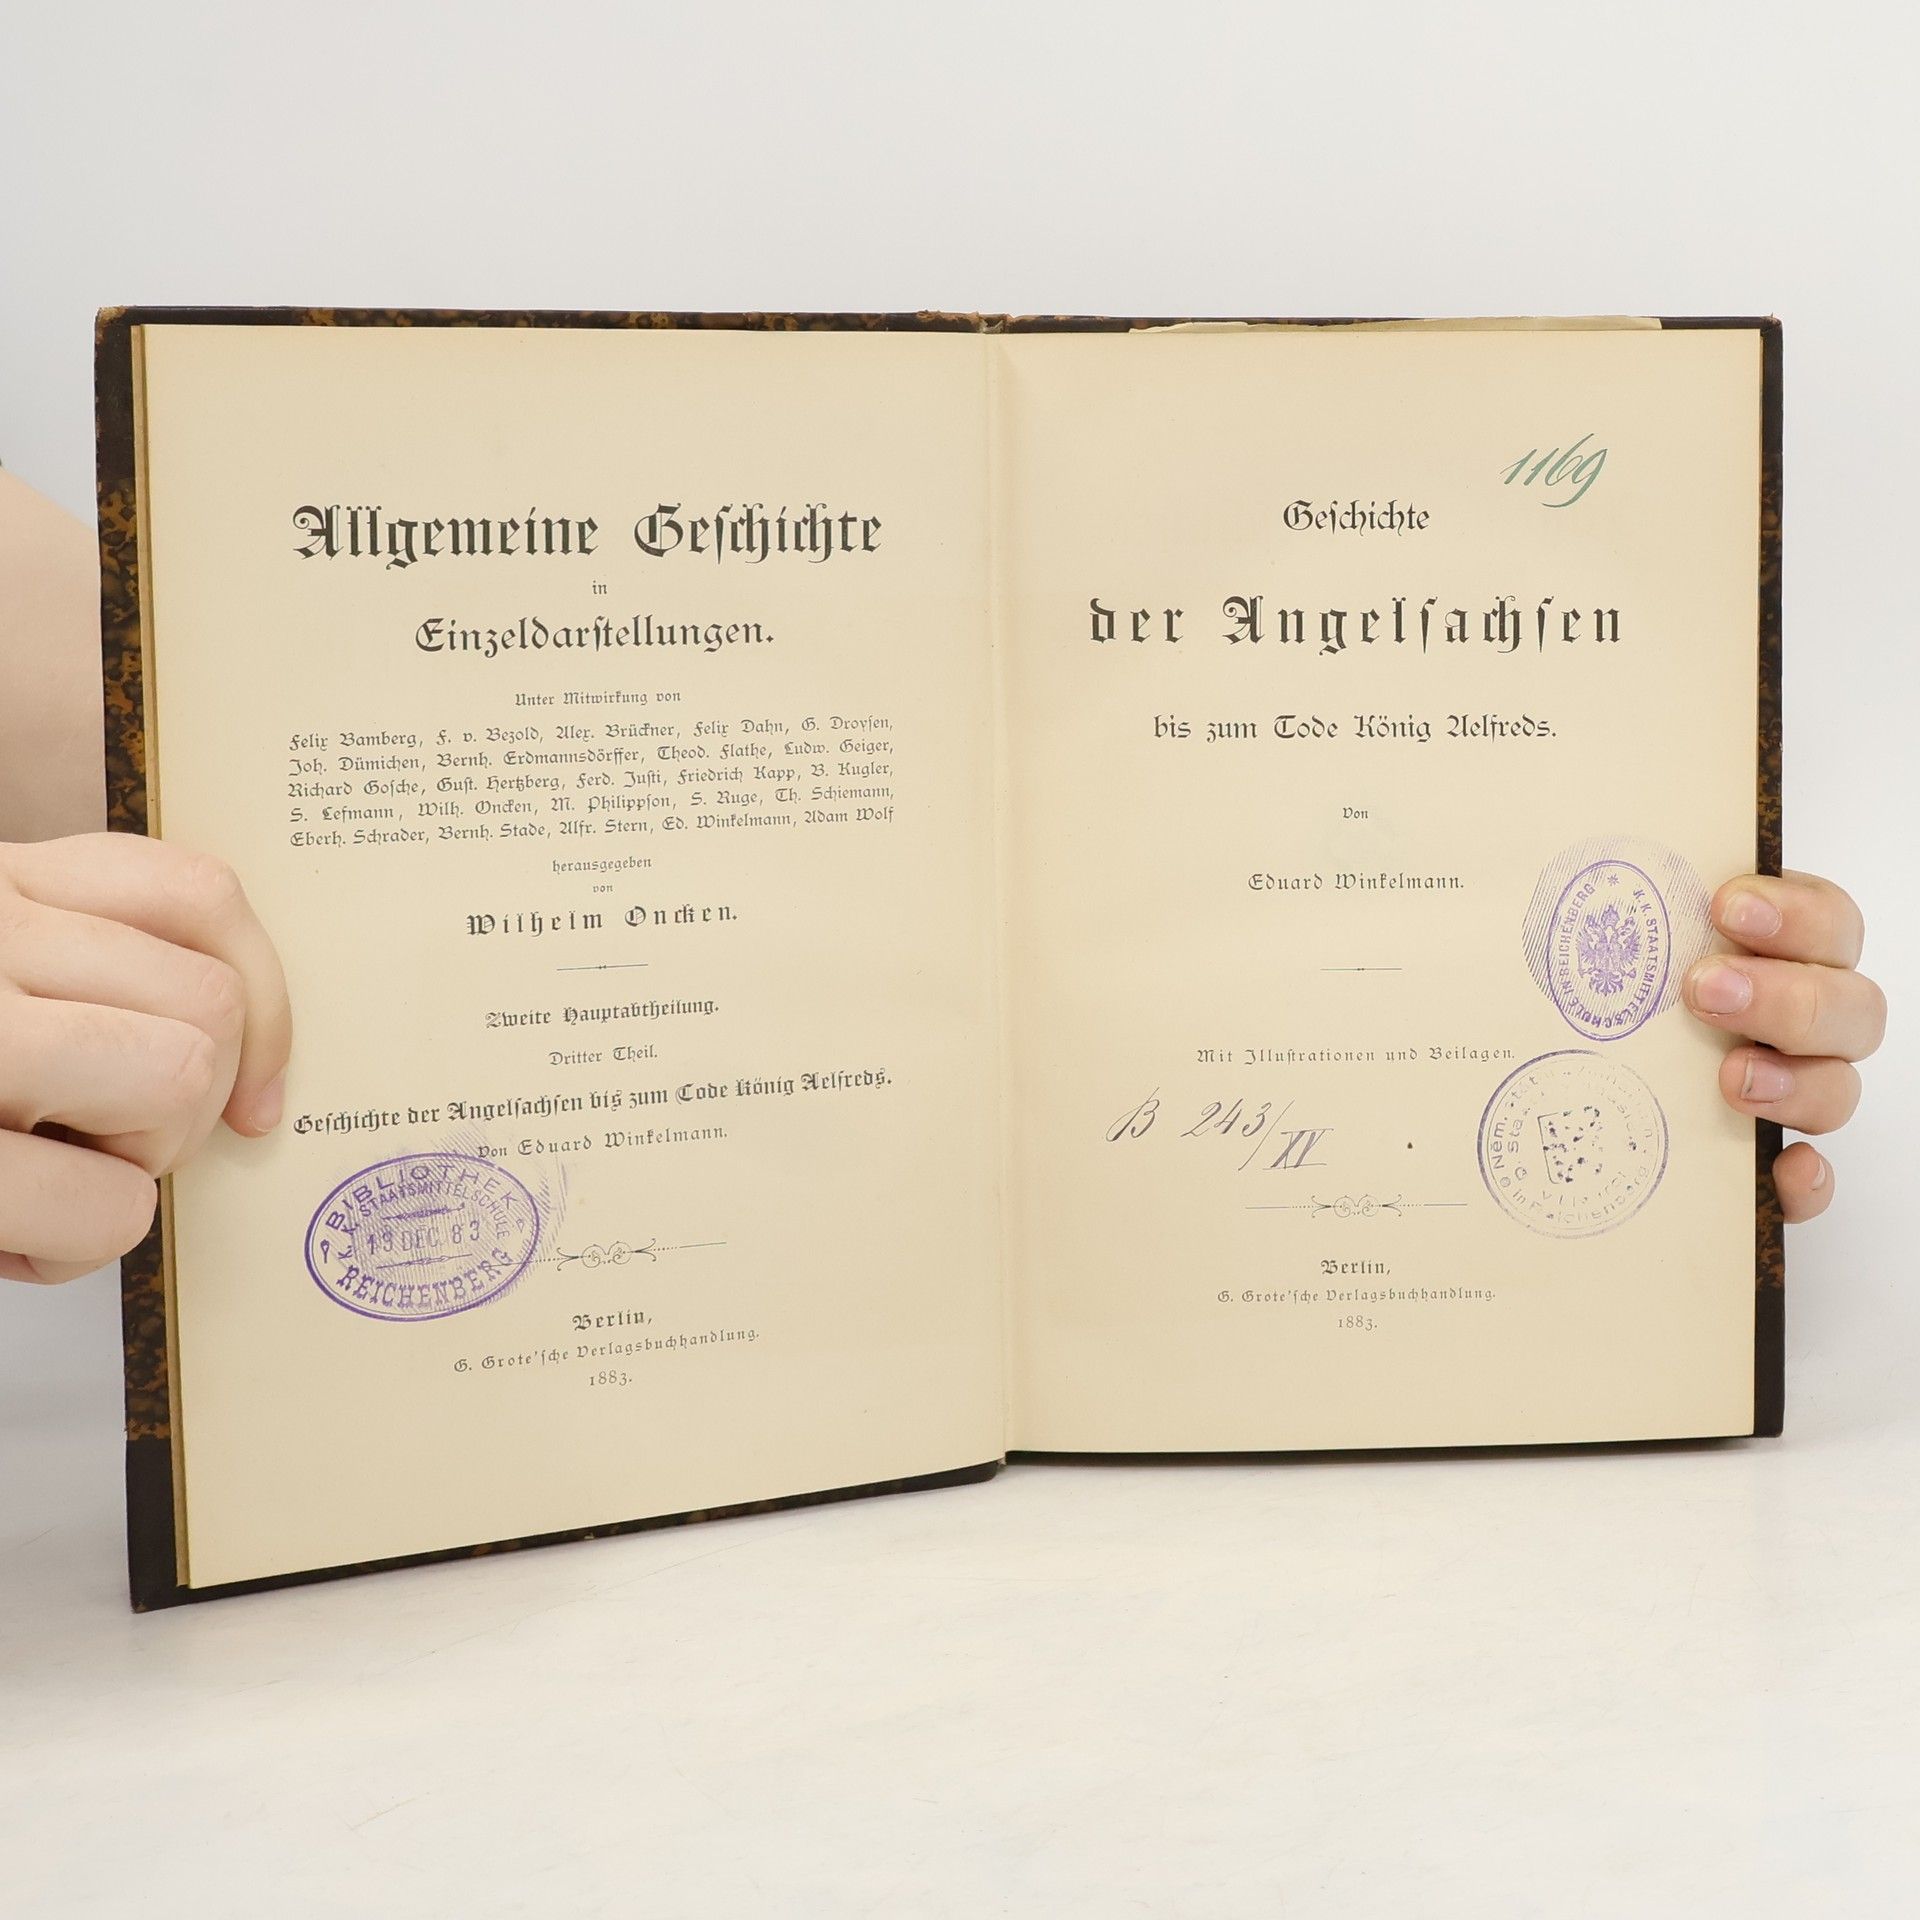 Allgemeine Geschichte
in
Einzeldarstellungen.
Unter Mitwirkung von
Felix Bamberg, F. v. Bezold, Alex. Brückner, Felix Dahn, G. Droysen,
Joh. Dümichen, Bernh. Erdmannsdörffer, Theod. Flathe, Ludw. Geiger,
Richard Gosche, Gust. Hertzberg, Ferd. Justi, Friedrich Kapp, B. Kugler,
S. Lefmann, Wilh. Oncken, M. Philippson, S. Ruge, Th. Schiemann,
Eberh. Schrader, Bernh. Stade, Alfr. Stern, Ed. Winkelmann, Adam Wolf
herausgegeben
von
Wilhelm Oncken.
Zweite Hauptabtheilung.
Dritter Theil.
Geschichte der Angelsachsen bis zum Tode König Aelfreds.
Von Eduard Winkelmann.
BIBLIOTHEK
K.K. STAATSMITTELSCHULE
13 DEC. 83
REICHENBERG
Berlin,
G. Grote'sche Verlagsbuchhandlung.
1883.
1169
Geschichte
der Angelsachsen
bis zum Tode König Aelfreds.
Von
Eduard Winkelmann.
K.K. STAATSMITTELSCHULE IN REICHENBERG
Mit Illustrationen und Beilagen.
B 243/XV
in Reichenberg
Berlin,
G. Grote'sche Verlagsbuchhandlung.
1883.